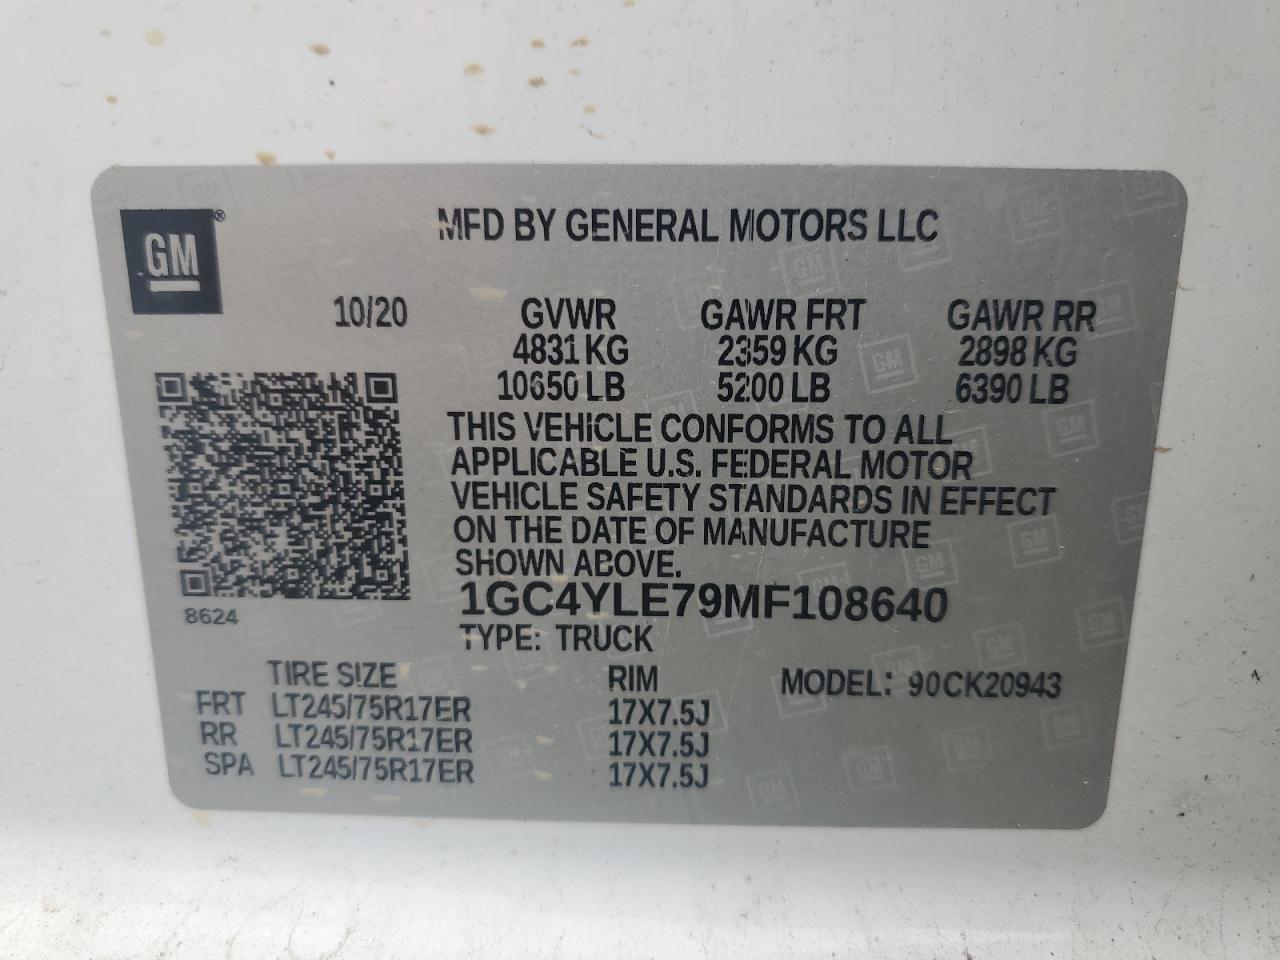 GM®
MFD BY GENERAL MOTORS LLC
10/20 GVWR GAWR FRT GAWR RR
4831 KG 2359 KG 2898 KG
10650 LB 5200 LB 6390 LB
THIS VEHICLE CONFORMS TO ALL
APPLICABLE U.S. FEDERAL MOTOR
VEHICLE SAFETY STANDARDS IN EFFECT
ON THE DATE OF MANUFACTURE
SHOWN ABOVE.
1GC4YLE79MF108640
8624
TYPE: TRUCK
TIRE SIZE RIM MODEL: 90CK20943
FRT LT245/75R17ER 17X7.5J
RR LT245/75R17ER 17X7.5J
SPA LT245/75R17ER 17X7.5J